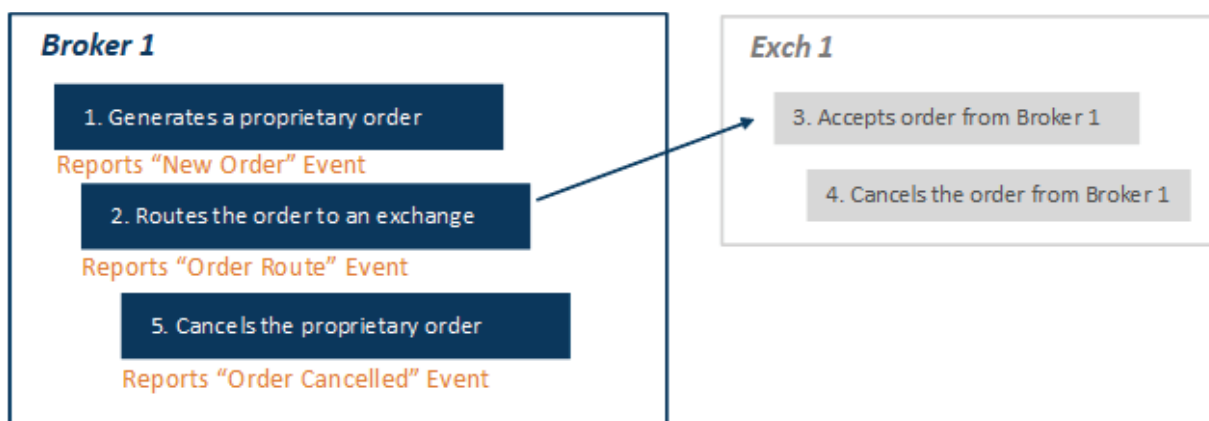 Broker 1
1. Generates a proprietary order
Reports “New Order” Event
2. Routes the order to an exchange
Reports “Order Route” Event
5. Cancels the proprietary order
Reports “Order Cancelled” Event
Exch 1
3. Accepts order from Broker 1
4. Cancels the order from Broker 1